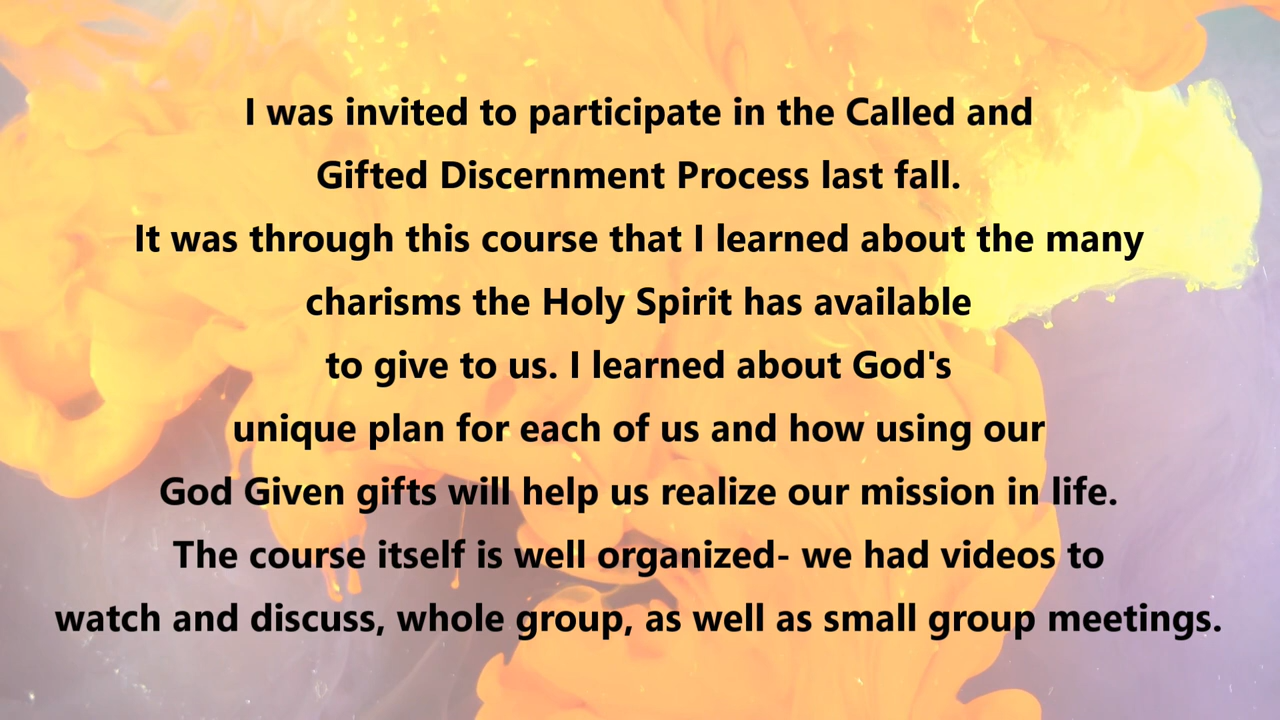 I was invited to participate in the Called and
Gifted Discernment Process last fall.
It was through this course that I learned about the many
charisms the Holy Spirit has available
to give to us. I learned about God's
unique plan for each of us and how using our
God Given gifts will help us realize our mission in life.
The course itself is well organized- we had videos to
watch and discuss, whole group, as well as small group meetings.